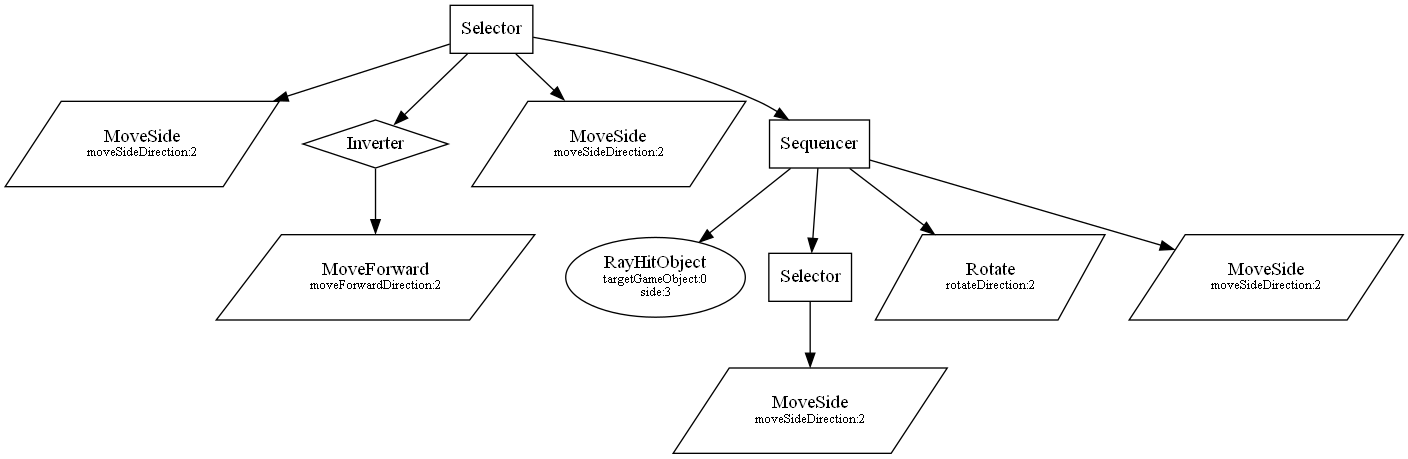 Selector
MoveSide
moveSideDirection:2
Inverter
MoveSide
moveSideDirection:2
Sequencer
MoveForward
moveForwardDirection:2
RayHitObject
targetGameObject:0
side:3
Selector
Rotate
rotateDirection:2
MoveSide
moveSideDirection:2
MoveSide
moveSideDirection:2